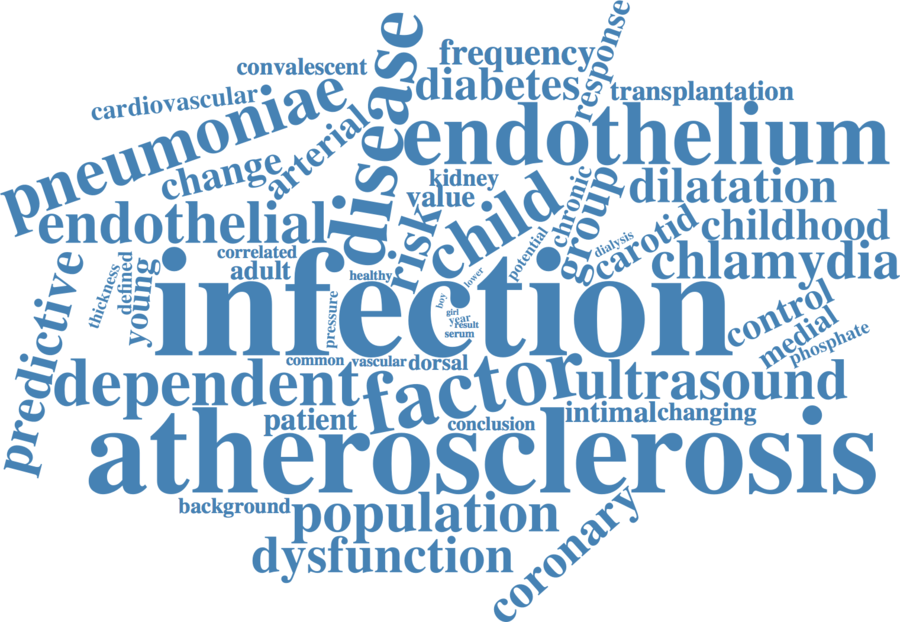 response
disease
frequency
convalescent
diabetes
transplantation
cardiovascular
pneumoniae
endothelium
arterial
change
kidney
dilatation
child
chronic
group
value
endothelial
risk
carotid
childhood
potential
dialysis
correlated
adult
chlamydia
predictive
thickness
defined
young
healthy
lower
infection
pressure
boy
girl
year
result
serum
control
medial
phosphate
common
vascular
dorsal
dependent
factor
ultrasound
patient
conclusion
intimal
changing
atherosclerosis
background
population
coronary
dysfunction